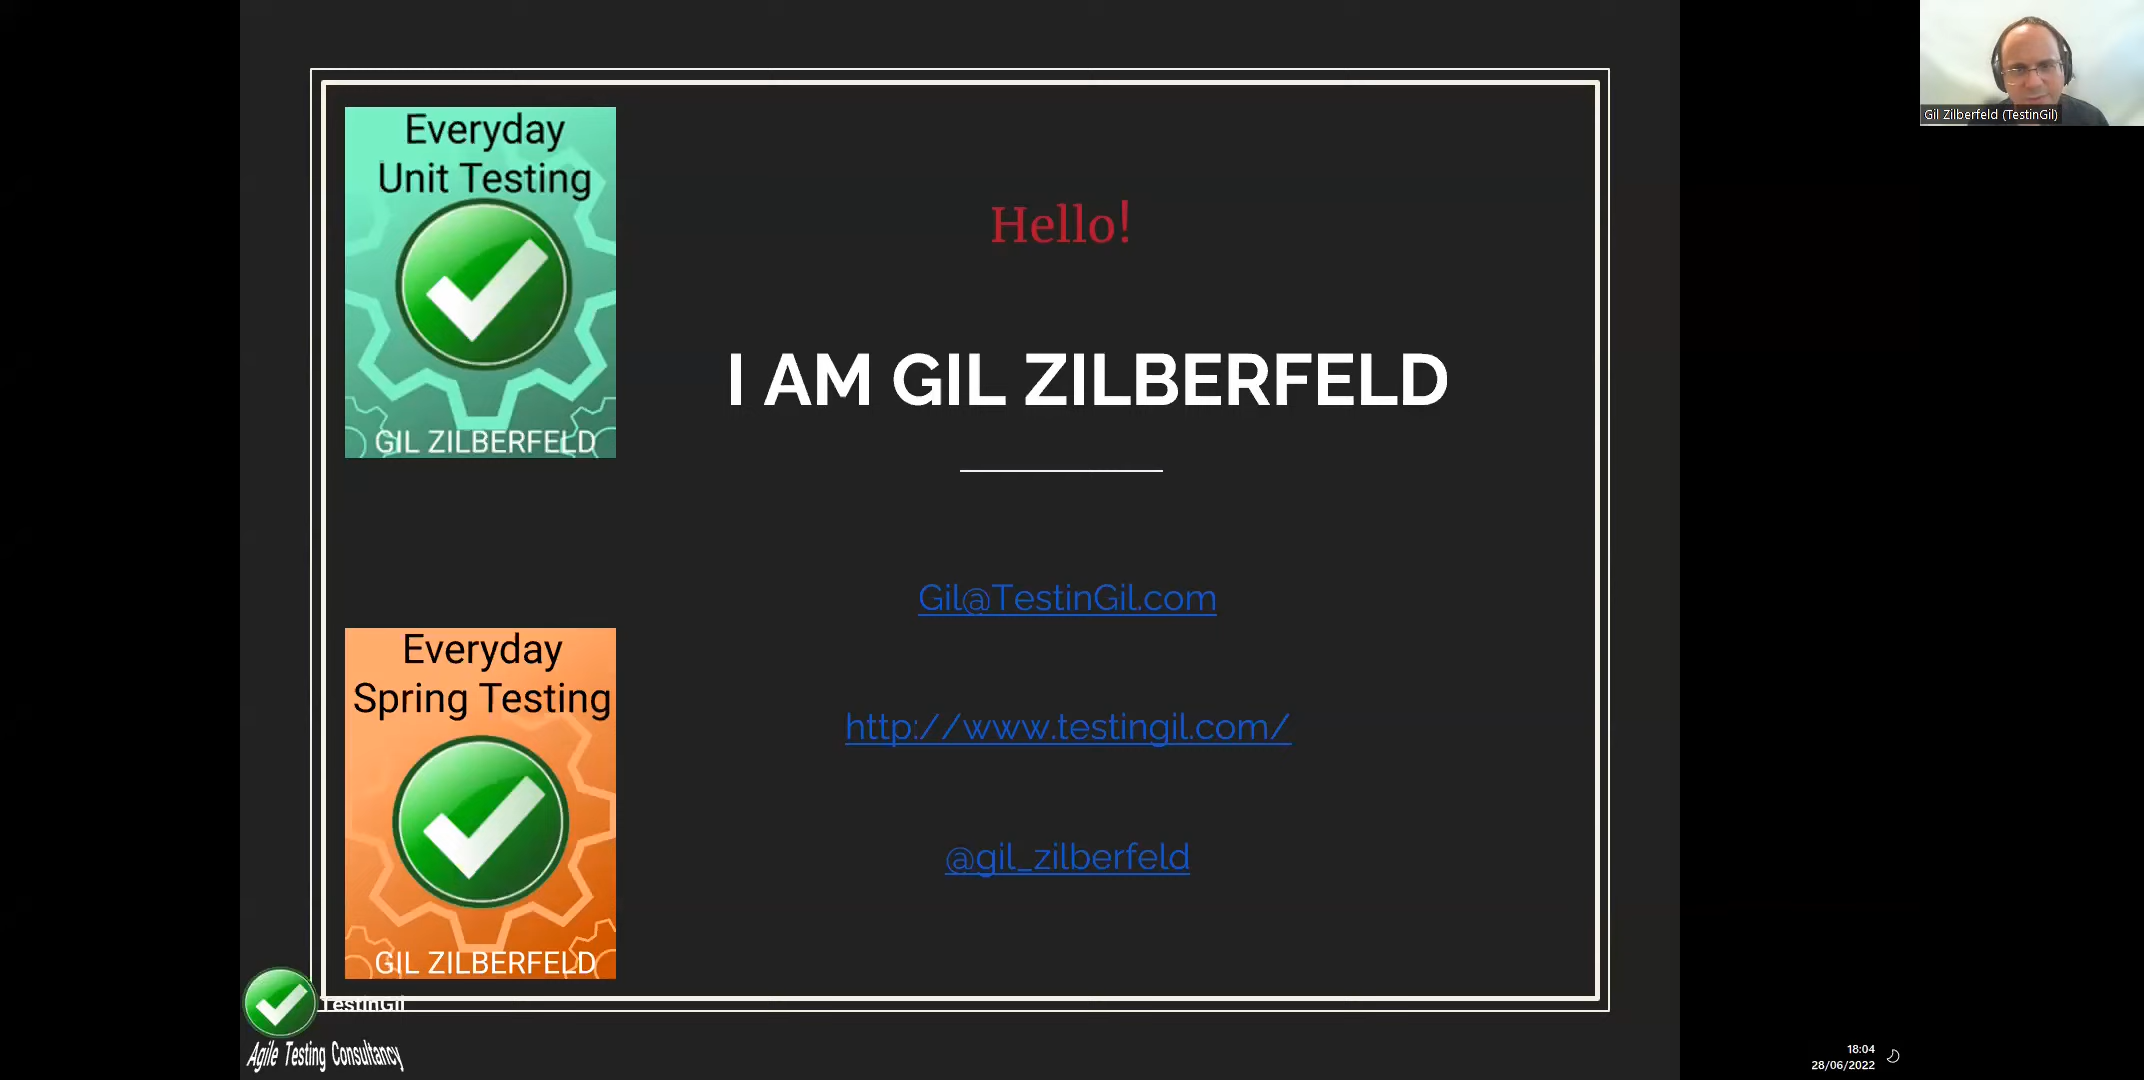 Everyday
Unit Testing
GIL ZILBERFELD
Hello!
I AM GIL ZILBERFELD
Gil@TestinGil.com
http://www.testingil.com/
@gil_zilberfeld
Everyday
Spring Testing
GIL ZILBERFELD
TestinGil
Agile Testing Consultancy
Gil Zilberfeld (TestinGil)
18:04
28/06/2022